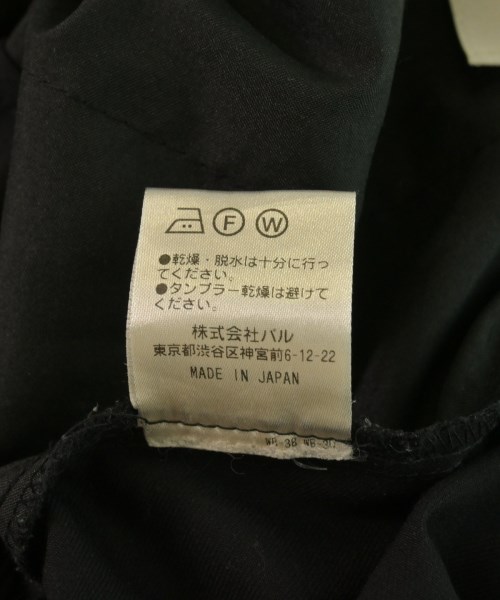 F W
●乾燥・脱水は十分に行っ
てください。
●タンブラー乾燥は避けて
ください。
株式会社バル
東京都渋谷区神宮前6-12-22
MADE IN JAPAN